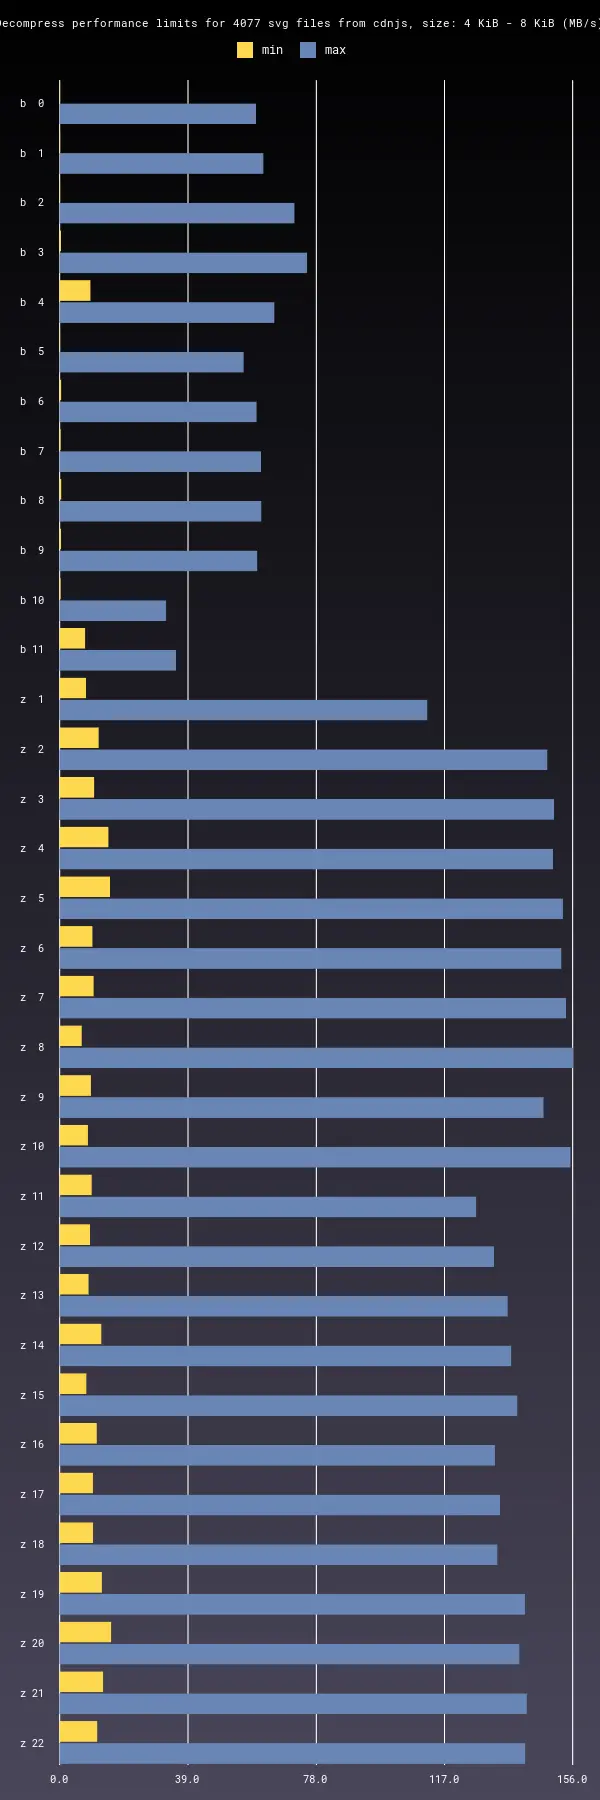 ecompress performance limits for 4077 svg files from cdnjs, size: 4 KiB - 8 KiB (MB/s)
min max
b 0
b 1
b 2
b 3
b 4
b 5
b 6
b 7
b 8
b 9
b 10
b 11
z 1
z 2
z 3
z 4
z 5
z 6
z 7
z 8
z 9
z 10
z 11
z 12
z 13
z 14
z 15
z 16
z 17
z 18
z 19
z 20
z 21
z 22
0.0 39.0 78.0 117.0 156.0